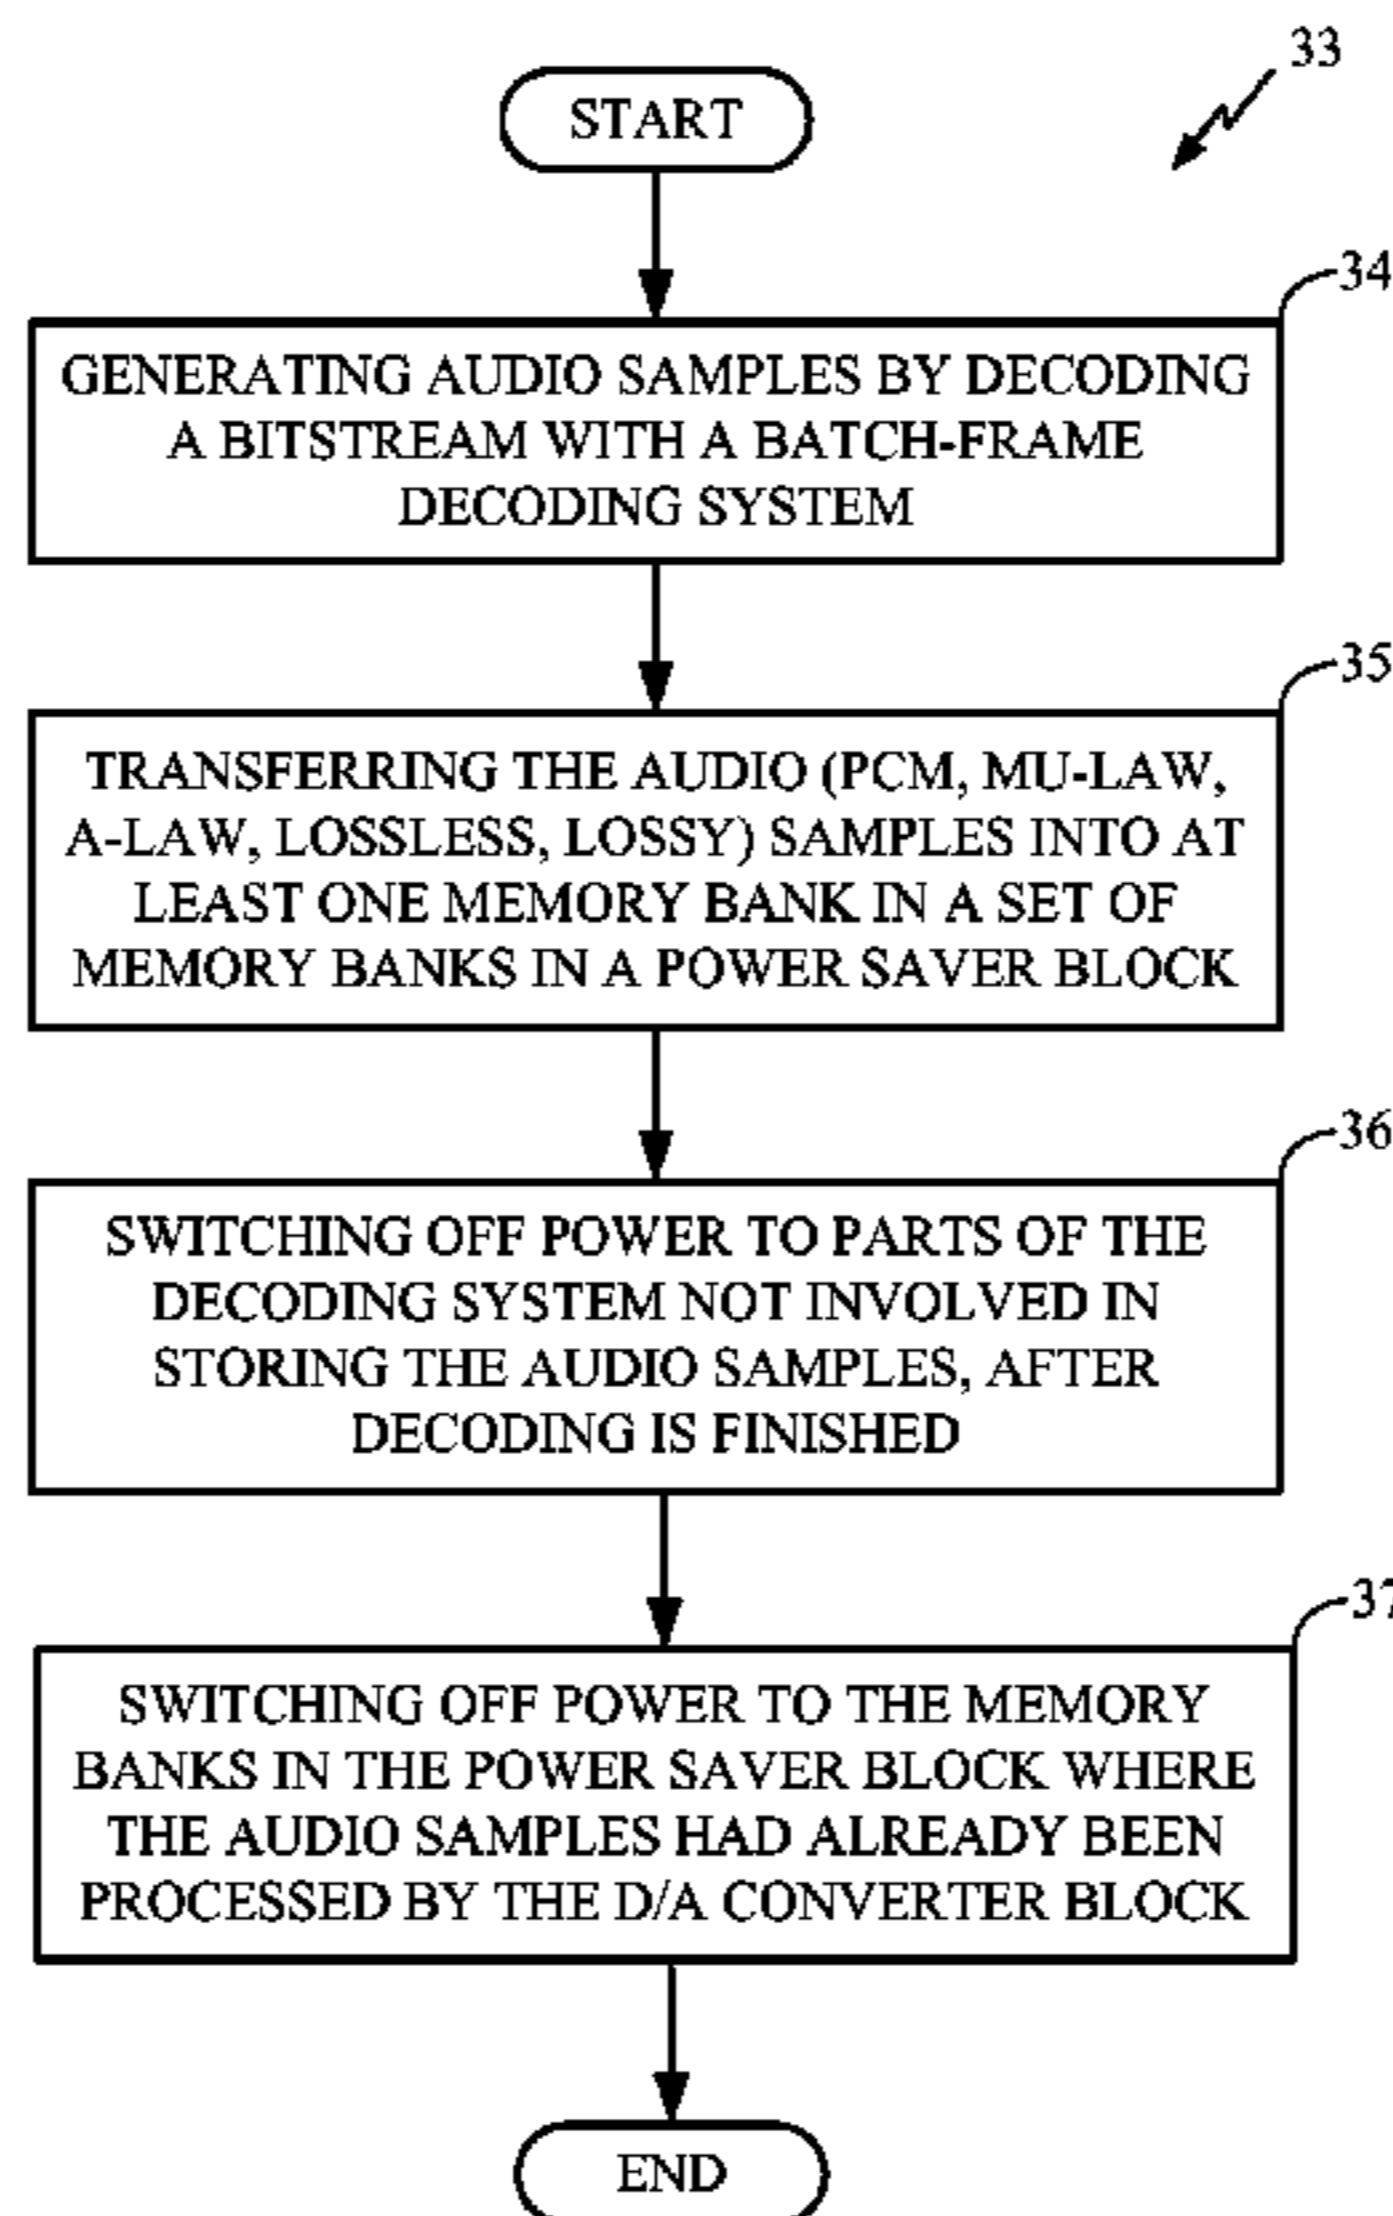 33
START
34
GENERATING AUDIO SAMPLES BY DECODING
A BITSTREAM WITH A BATCH-FRAME
DECODING SYSTEM
35
TRANSFERRING THE AUDIO (PCM, MU-LAW,
A-LAW, LOSSLESS, LOSSY) SAMPLES INTO AT
LEAST ONE MEMORY BANK IN A SET OF
MEMORY BANKS IN A POWER SAVER BLOCK
36
SWITCHING OFF POWER TO PARTS OF THE
DECODING SYSTEM NOT INVOLVED IN
STORING THE AUDIO SAMPLES, AFTER
DECODING IS FINISHED
37
SWITCHING OFF POWER TO THE MEMORY
BANKS IN THE POWER SAVER BLOCK WHERE
THE AUDIO SAMPLES HAD ALREADY BEEN
PROCESSED BY THE D/A CONVERTER BLOCK
END